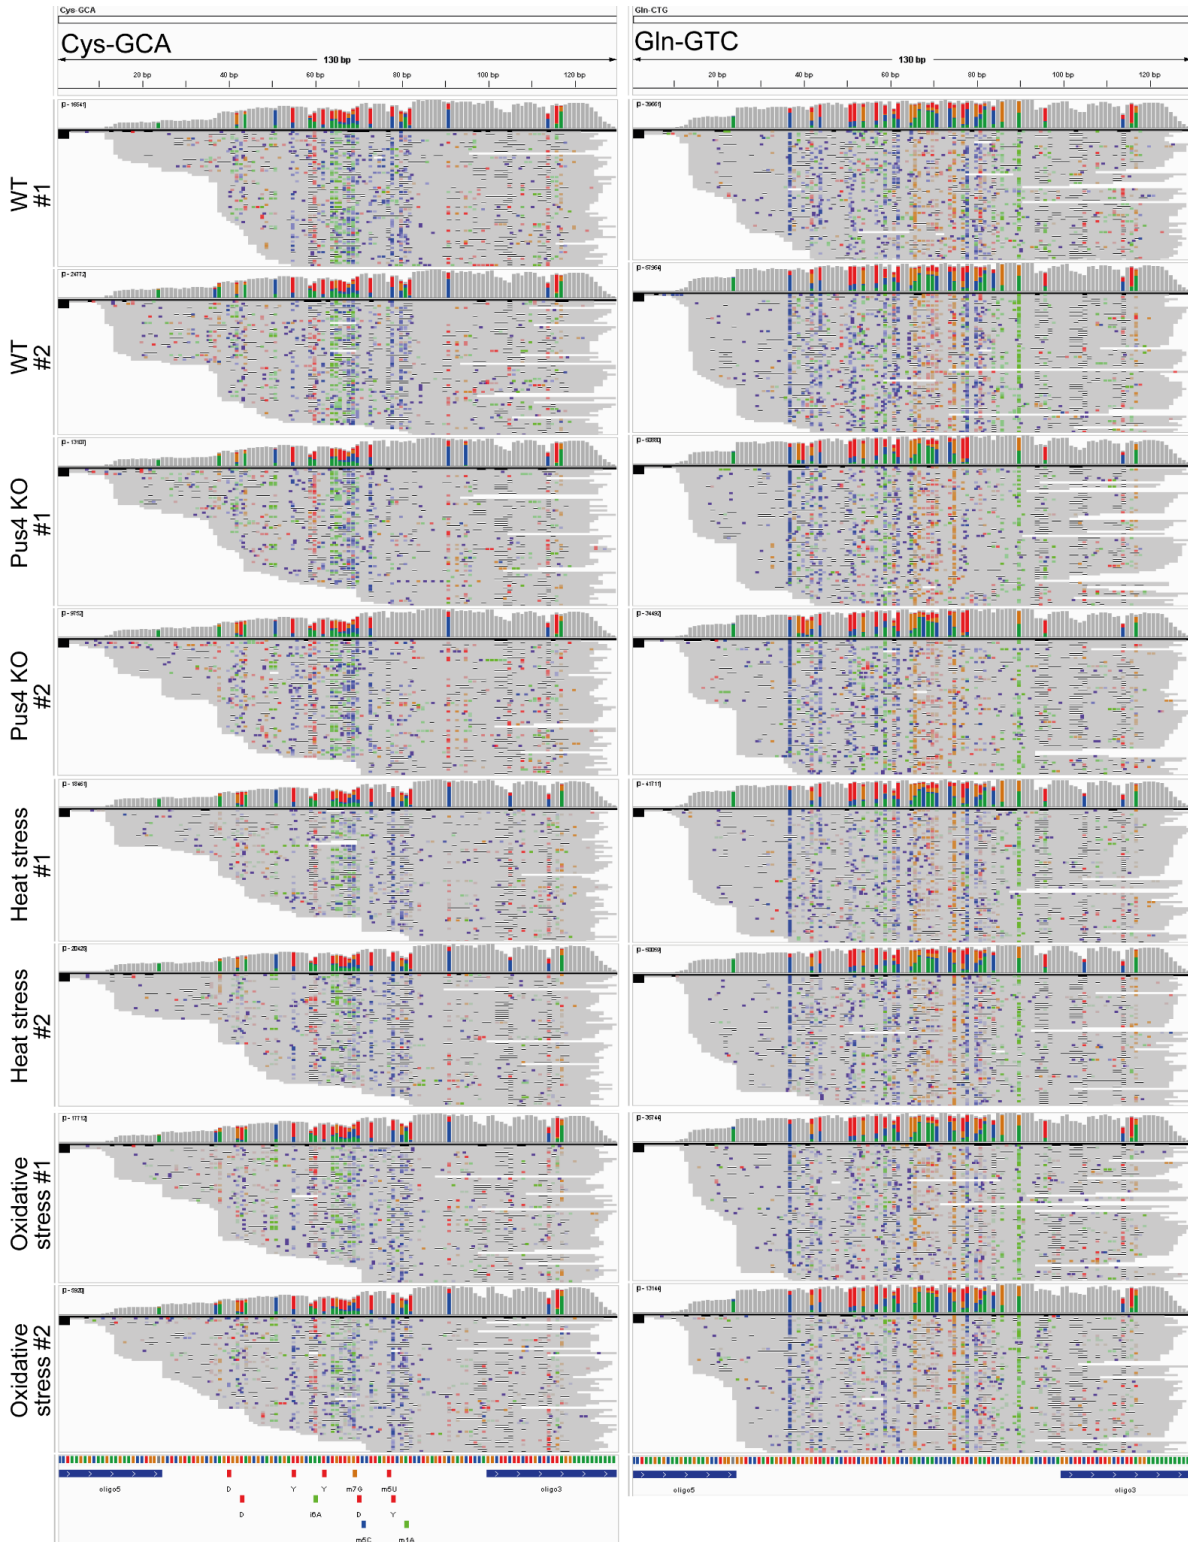 Cys-GCA
Gln-CTG
Cys-GCA
Gln-GTC
130 bp
130 bp
20 bp 40 bp 60 bp 80 bp 100 bp 120 bp
20 bp 40 bp 60 bp 80 bp 100 bp 120 bp
WT
#1
WT
#2
Pus4 KO
#1
Pus4 KO
#2
Heat stress
#1
Heat stress
#2
Oxidative
stress #1
Oxidative
stress #2
oligo5
D
Y
Y
m7G
m5U
oligo3
D
i6A
D
Y
m5C
m1A
oligo5
oligo3